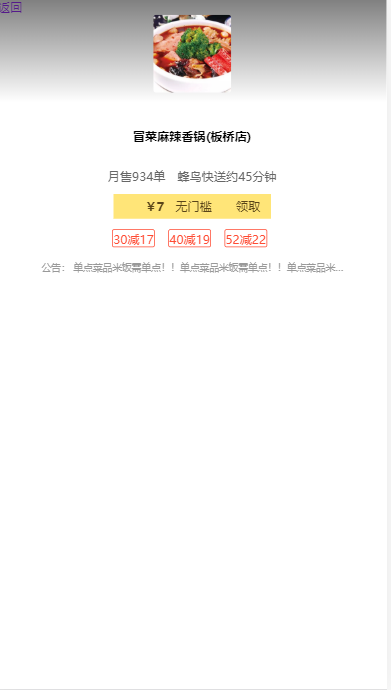 返回
冒菜麻辣香锅(板桥店)
月售934单 蜂鸟快送约45分钟
¥7 无门槛 领取
30减17 40减19 52减22
公告： 单点菜品米饭需单点！！单点菜品米饭需单点！！单点菜品米...